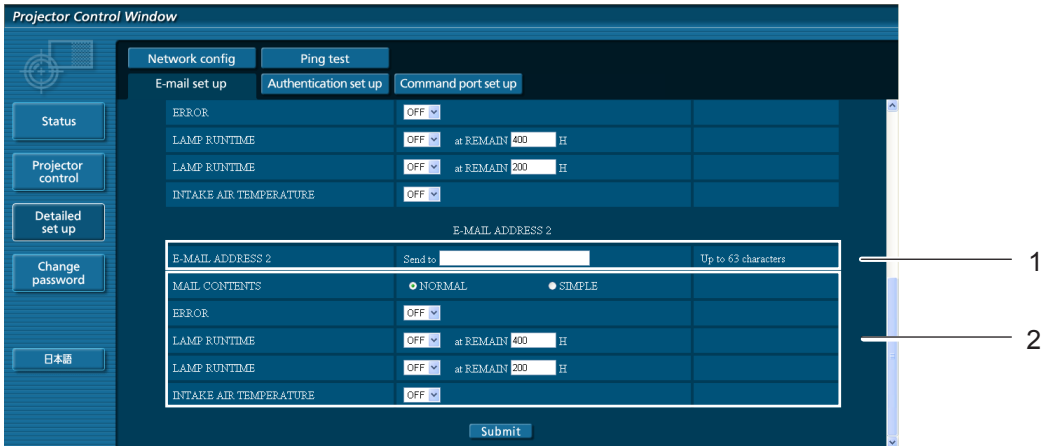 Projector Control Window
Network config Ping test
E-mail set up Authentication set up Command port set up
Status
Projector control
Detailed set up
Change password
日本語
ERROR OFF
LAMP RUNTIME OFF at REMAIN 400 H
LAMP RUNTIME OFF at REMAIN 200 H
INTAKE AIR TEMPERATURE OFF
E-MAIL ADDRESS 2
E-MAIL ADDRESS 2 Send to Up to 63 characters 1
MAIL CONTENTS NORMAL SIMPLE
ERROR OFF
LAMP RUNTIME OFF at REMAIN 400 H 2
LAMP RUNTIME OFF at REMAIN 200 H
INTAKE AIR TEMPERATURE OFF
Submit